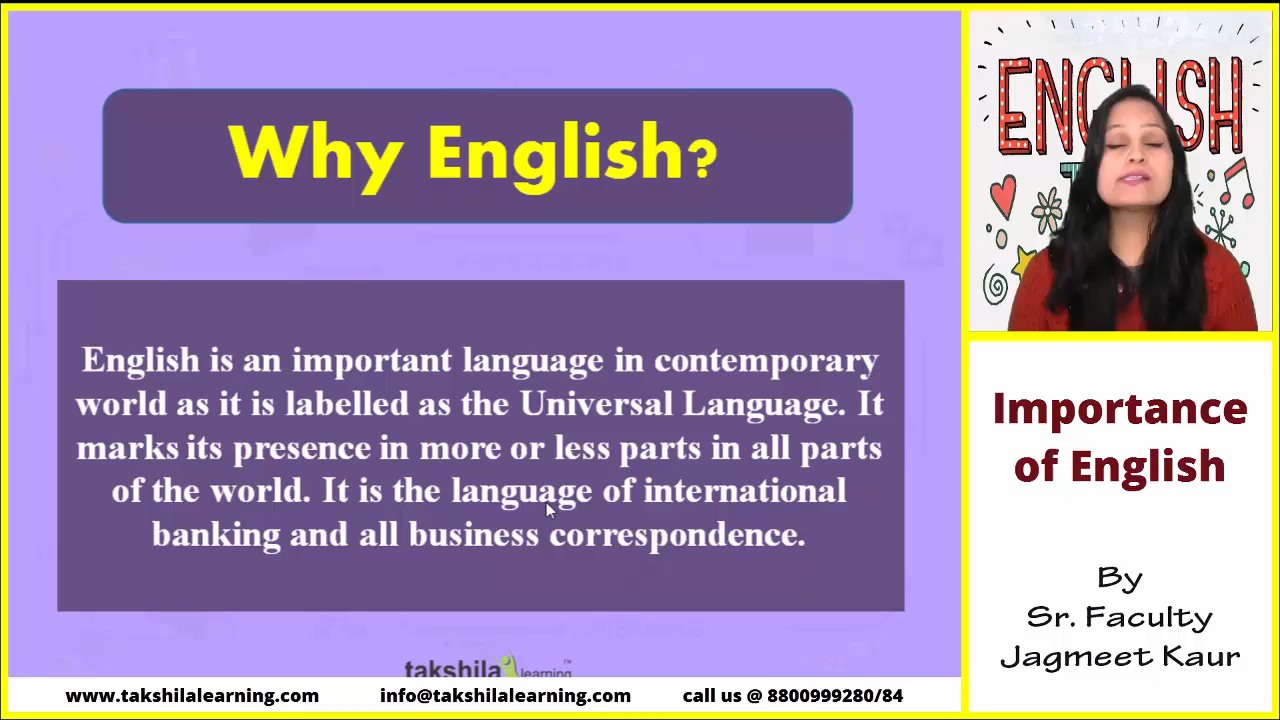 Why English?
English is an important language in contemporary
world as it is labelled as the Universal Language. It
marks its presence in more or less parts in all parts
of the world. It is the language of international
banking and all business correspondence.
takshila learning
www.takshilalearning.com info@takshilalearning.com call us @ 8800999280/84
ENGLISH
Importance
of English
By
Sr. Faculty
Jagmeet Kaur